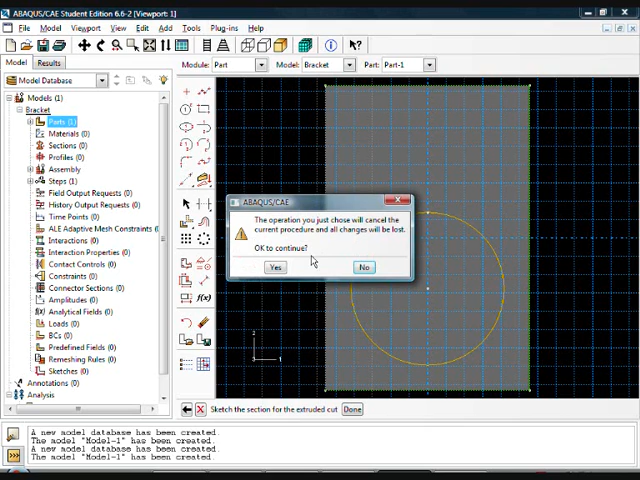 ABAQUS/CAE Student Edition 6.6-2 [Viewport: 1]
File Model Viewport View Edit Add Tools Plug-ins Help
Model Results Module: Part Model: Bracket Part: Part-1
Model Database
Models (1)
Bracket
Parts (1)
Materials (0)
Sections (0)
Profiles (0)
Assembly
Steps (1)
Field Output Requests (0)
History Output Requests (0)
Time Points (0)
ALE Adaptive Mesh Constraints (0)
Interactions (0)
Interaction Properties (0)
Contact Controls (0)
Constraints (0)
Connector Sections (0)
Amplitudes (0)
Analytical Fields (0)
Loads (0)
BCs (0)
Predefined Fields (0)
Remeshing Rules (0)
Sketches (0)
Annotations (0)
Analysis
f(x)
ABAQUS/CAE
The operation you just chose will cancel the
current procedure and all changes will be lost.
OK to continue?
Yes No
2
3 1
Sketch the section for the extruded cut Done
A new model database has been created.
The model "Model-1" has been created.
A new model database has been created.
The model "Model-1" has been created.